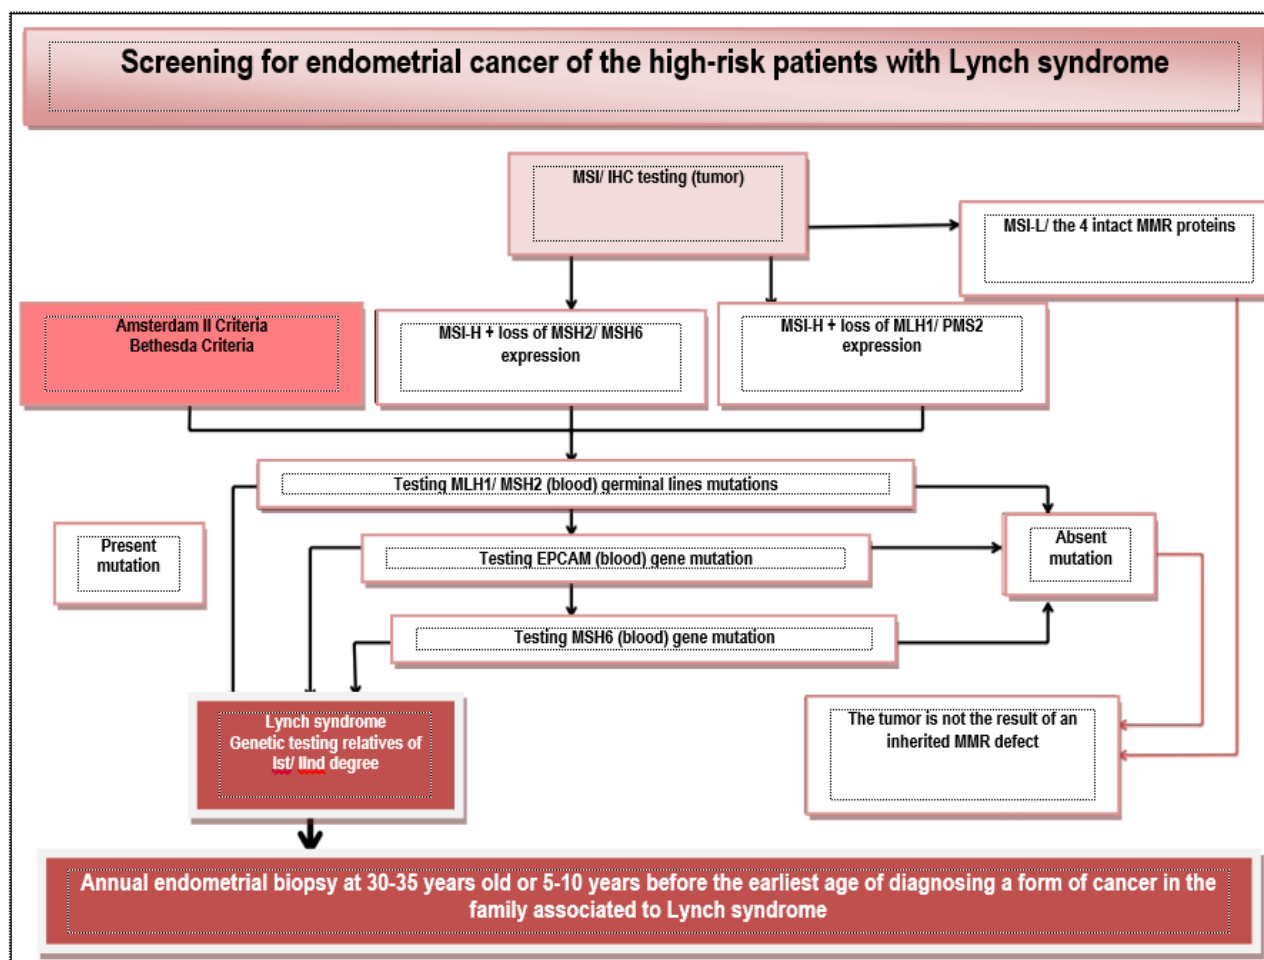 Screening for endometrial cancer of the high-risk patients with Lynch syndrome
MSI/ IHC testing (tumor)
MSI-L/ the 4 intact MMR proteins
Amsterdam II Criteria
Bethesda Criteria
MSI-H + loss of MSH2/ MSH6
expression
MSI-H + loss of MLH1/ PMS2
expression
Testing MLH1/ MSH2 (blood) germinal lines mutations
Present
mutation
Testing EPCAM (blood) gene mutation
Absent
mutation
Testing MSH6 (blood) gene mutation
Lynch syndrome
Genetic testing relatives of
Ist/ IInd degree
The tumor is not the result of an
inherited MMR defect
Annual endometrial biopsy at 30-35 years old or 5-10 years before the earliest age of diagnosing a form of cancer in the
family associated to Lynch syndrome